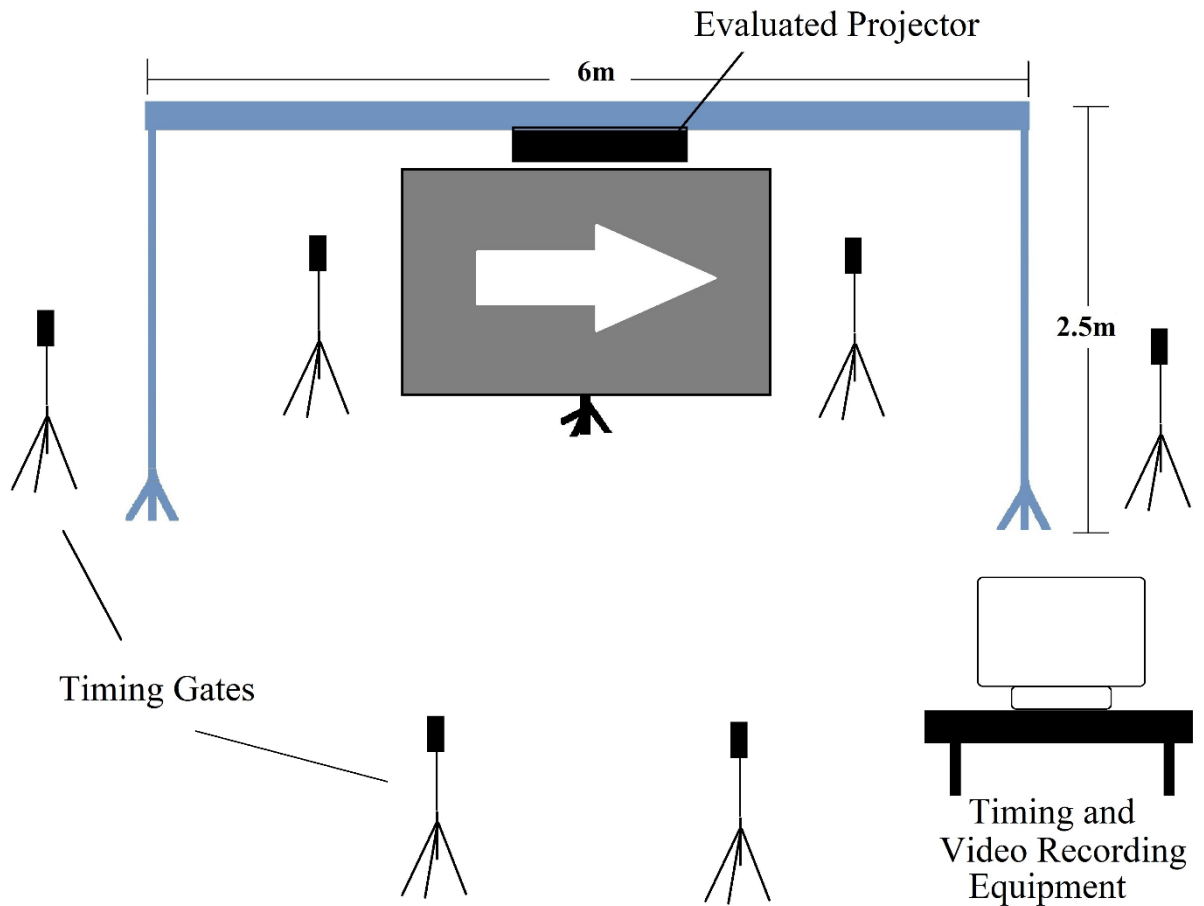 Evaluated Projector
6m
2.5m
Timing Gates
Timing and
Video Recording
Equipment